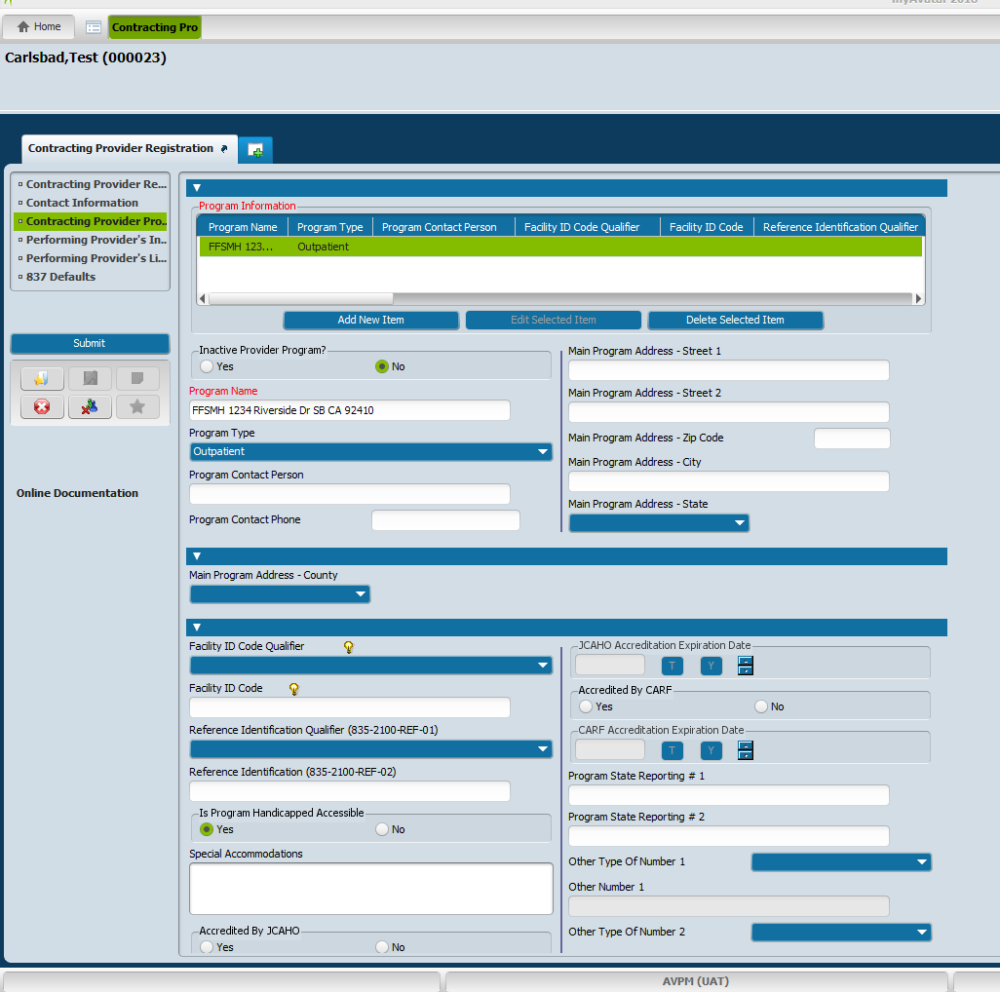 myAvatar 2018
Home
Contracting Pro
Carlsbad,Test (000023)
Contracting Provider Registration
Contracting Provider Re...
Contact Information
Contracting Provider Pro..
Performing Provider's In..
Performing Provider's Li...
837 Defaults
Submit
Online Documentation
Program Information
Program Name Program Type Program Contact Person Facility ID Code Qualifier Facility ID Code Reference Identification Qualifier
FFSMH 123... Outpatient
Add New Item Edit Selected Item Delete Selected Item
Inactive Provider Program?
Yes No
Program Name
FFSMH 1234 Riverside Dr SB CA 92410
Program Type
Outpatient
Program Contact Person
Program Contact Phone
Main Program Address - Street 1
Main Program Address - Street 2
Main Program Address - Zip Code
Main Program Address - City
Main Program Address - State
Main Program Address - County
Facility ID Code Qualifier
Facility ID Code
Reference Identification Qualifier (835-2100-REF-01)
Reference Identification (835-2100-REF-02)
Is Program Handicapped Accessible
Yes No
Special Accommodations
Accredited By JCAHO
Yes No
JCAHO Accreditation Expiration Date
T Y
Accredited By CARF
Yes No
CARF Accreditation Expiration Date
T Y
Program State Reporting # 1
Program State Reporting # 2
Other Type Of Number 1
Other Number 1
Other Type Of Number 2
AVPM (UAT)